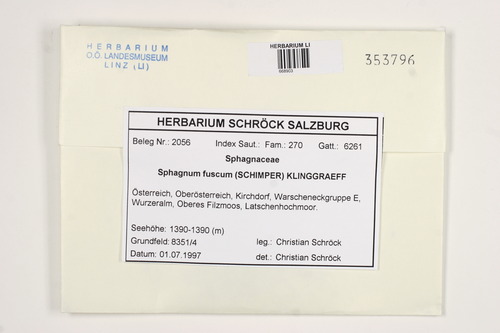 HERBARIUM
O.Ö. LANDESMUSEUM
LINZ (LI)
HERBARIUM LI
353796
HERBARIUM SCHRÖCK SALZBURG
Beleg Nr.: 2056 Index Saut.: Fam.: 270 Gatt.: 6261
Sphagnaceae
Sphagnum fuscum (SCHIMPER) KLINGGRAEFF
Österreich, Oberösterreich, Kirchdorf, Warscheneckgruppe E,
Wurzeralm, Oberes Filzmoos, Latschenhochmoor.
Seehöhe: 1390-1390 (m)
Grundfeld: 8351/4 leg.: Christian Schröck
Datum: 01.07.1997 det.: Christian Schröck